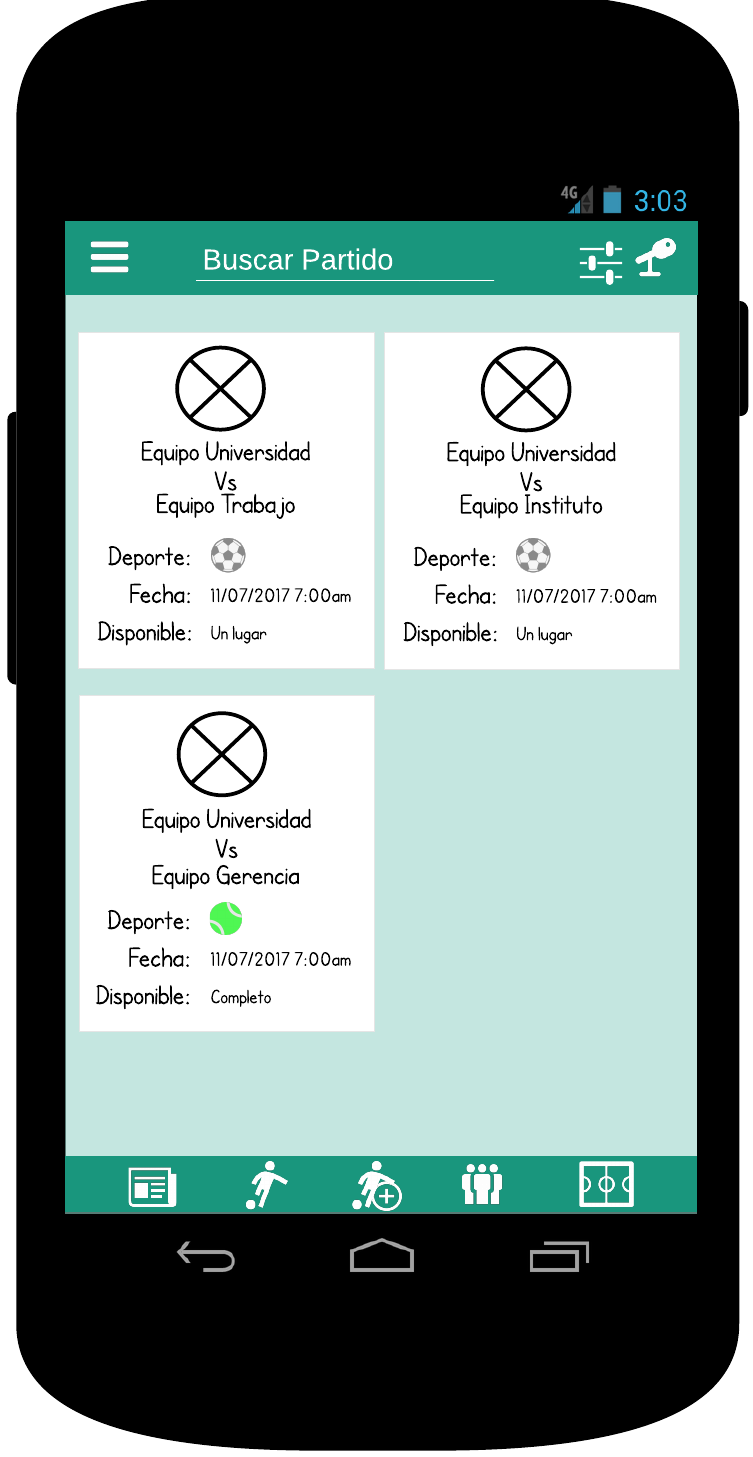 4G 3:03
Buscar Partido
Equipo Universidad
Vs
Equipo Trabajo
Deporte:
Fecha: 11/07/2017 7:00am
Disponible: Un lugar
Equipo Universidad
Vs
Equipo Instituto
Deporte:
Fecha: 11/07/2017 7:00am
Disponible: Un lugar
Equipo Universidad
Vs
Equipo Gerencia
Deporte:
Fecha: 11/07/2017 7:00am
Disponible: Completo